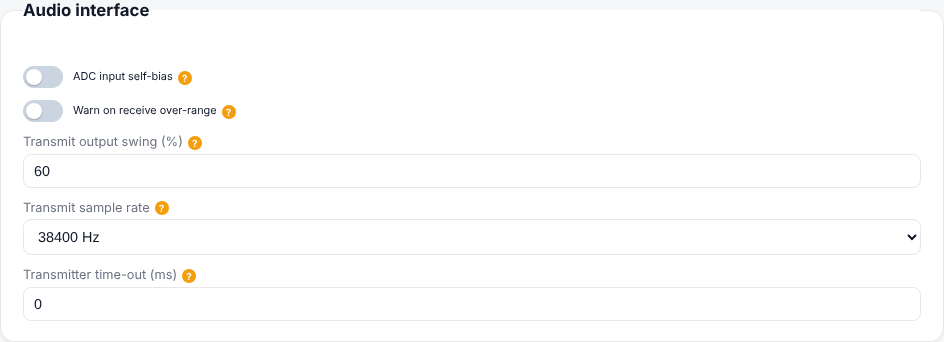 Audio interface
ADC input self-bias ?
Warn on receive over-range ?
Transmit output swing (%) ?
60
Transmit sample rate ?
38400 Hz
Transmitter time-out (ms) ?
0